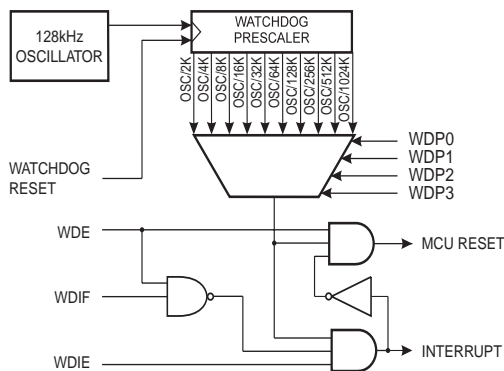 128kHz
OSCILLATOR
WATCHDOG
PRESCALER
OSC/2K
OSC/4K
OSC/8K
OSC/16K
OSC/32K
OSC/64K
OSC/128K
OSC/256K
OSC/512K
OSC/1024K
WATCHDOG
RESET
WDP0
WDP1
WDP2
WDP3
WDE
MCU RESET
WDIF
WDIE
INTERRUPT